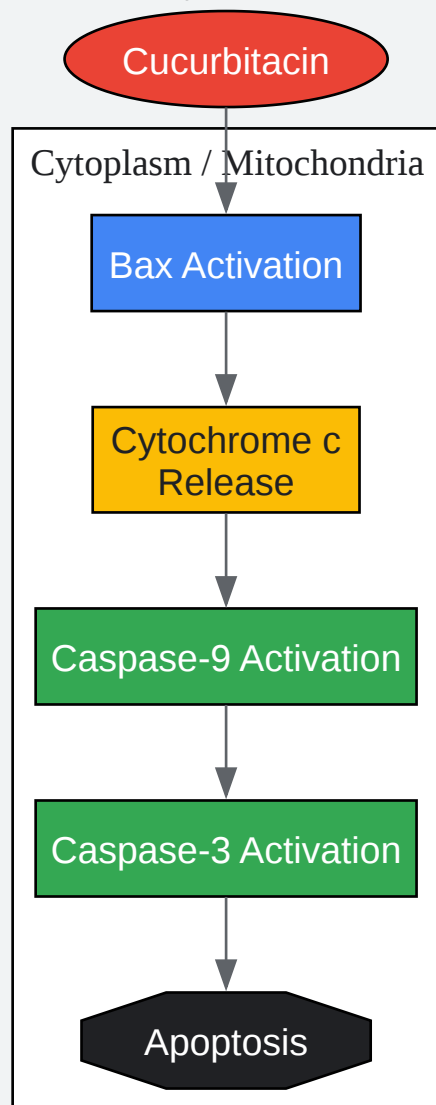 Cucurbitacin
Cytoplasm / Mitochondria
Bax Activation
Cytochrome c
Release
Caspase-9 Activation
Caspase-3 Activation
Apoptosis